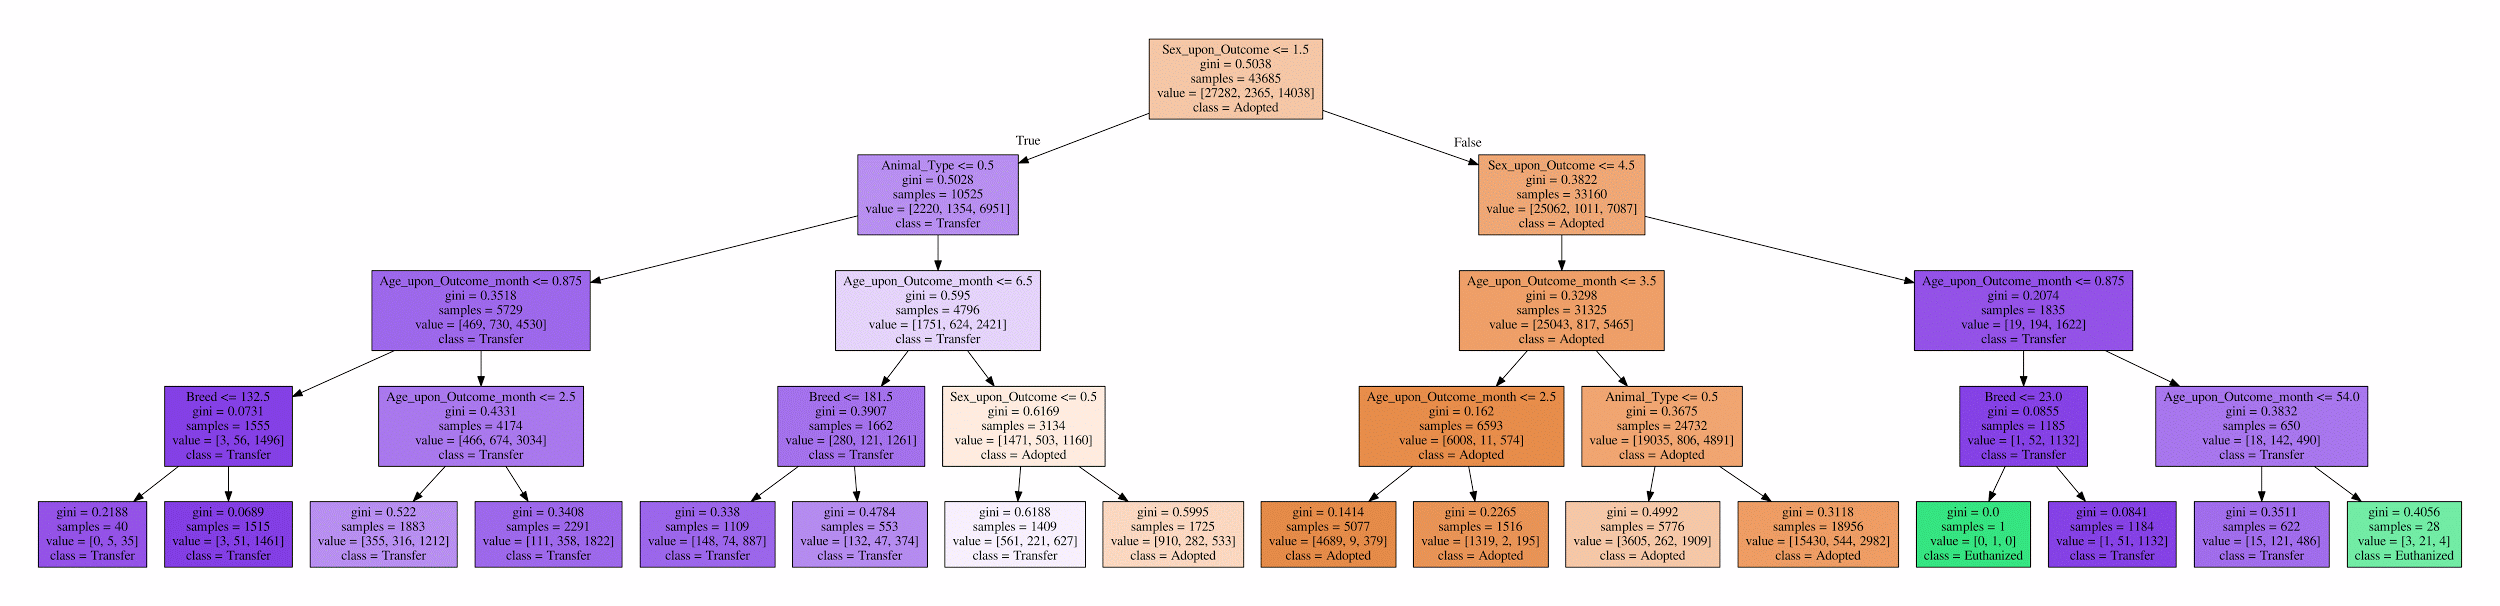 Sex_upon_Outcome <= 1.5
gini = 0.5038
samples = 43685
value = [27282, 2365, 14038]
class = Adopted
True
False
Animal_Type <= 0.5
gini = 0.5028
samples = 10525
value = [2220, 1354, 6951]
class = Transfer
Sex_upon_Outcome <= 4.5
gini = 0.3822
samples = 33160
value = [25062, 1011, 7087]
class = Adopted
Age_upon_Outcome_month <= 0.875
gini = 0.3518
samples = 5729
value = [469, 730, 4530]
class = Transfer
Age_upon_Outcome_month <= 6.5
gini = 0.595
samples = 4796
value = [1751, 624, 2421]
class = Transfer
Age_upon_Outcome_month <= 3.5
gini = 0.3298
samples = 31325
value = [25043, 817, 5465]
class = Adopted
Age_upon_Outcome_month <= 0.875
gini = 0.2074
samples = 1835
value = [19, 194, 1622]
class = Transfer
Breed <= 132.5
gini = 0.0731
samples = 1555
value = [3, 56, 1496]
class = Transfer
Age_upon_Outcome_month <= 2.5
gini = 0.4331
samples = 4174
value = [466, 674, 3034]
class = Transfer
Breed <= 181.5
gini = 0.3907
samples = 1662
value = [280, 121, 1261]
class = Transfer
Sex_upon_Outcome <= 0.5
gini = 0.6169
samples = 3134
value = [1471, 503, 1160]
class = Adopted
Age_upon_Outcome_month <= 2.5
gini = 0.162
samples = 6593
value = [6008, 11, 574]
class = Adopted
Animal_Type <= 0.5
gini = 0.3675
samples = 24732
value = [19035, 806, 4891]
class = Adopted
Breed <= 23.0
gini = 0.0855
samples = 1185
value = [1, 52, 1132]
class = Transfer
Age_upon_Outcome_month <= 54.0
gini = 0.3832
samples = 650
value = [18, 142, 490]
class = Transfer
gini = 0.2188
samples = 40
value = [0, 5, 35]
class = Transfer
gini = 0.0689
samples = 1515
value = [3, 51, 1461]
class = Transfer
gini = 0.522
samples = 1883
value = [355, 316, 1212]
class = Transfer
gini = 0.3408
samples = 2291
value = [111, 358, 1822]
class = Transfer
gini = 0.338
samples = 1109
value = [148, 74, 887]
class = Transfer
gini = 0.4784
samples = 553
value = [132, 47, 374]
class = Transfer
gini = 0.6188
samples = 1409
value = [561, 221, 627]
class = Transfer
gini = 0.5995
samples = 1725
value = [910, 282, 533]
class = Adopted
gini = 0.1414
samples = 5077
value = [4689, 9, 379]
class = Adopted
gini = 0.2265
samples = 1516
value = [1319, 2, 195]
class = Adopted
gini = 0.4992
samples = 5776
value = [3605, 262, 1909]
class = Adopted
gini = 0.3118
samples = 18956
value = [15430, 544, 2982]
class = Adopted
gini = 0.0
samples = 1
value = [0, 1, 0]
class = Euthanized
gini = 0.0841
samples = 1184
value = [1, 51, 1132]
class = Transfer
gini = 0.3511
samples = 622
value = [15, 121, 486]
class = Transfer
gini = 0.4056
samples = 28
value = [3, 21, 4]
class = Euthanized